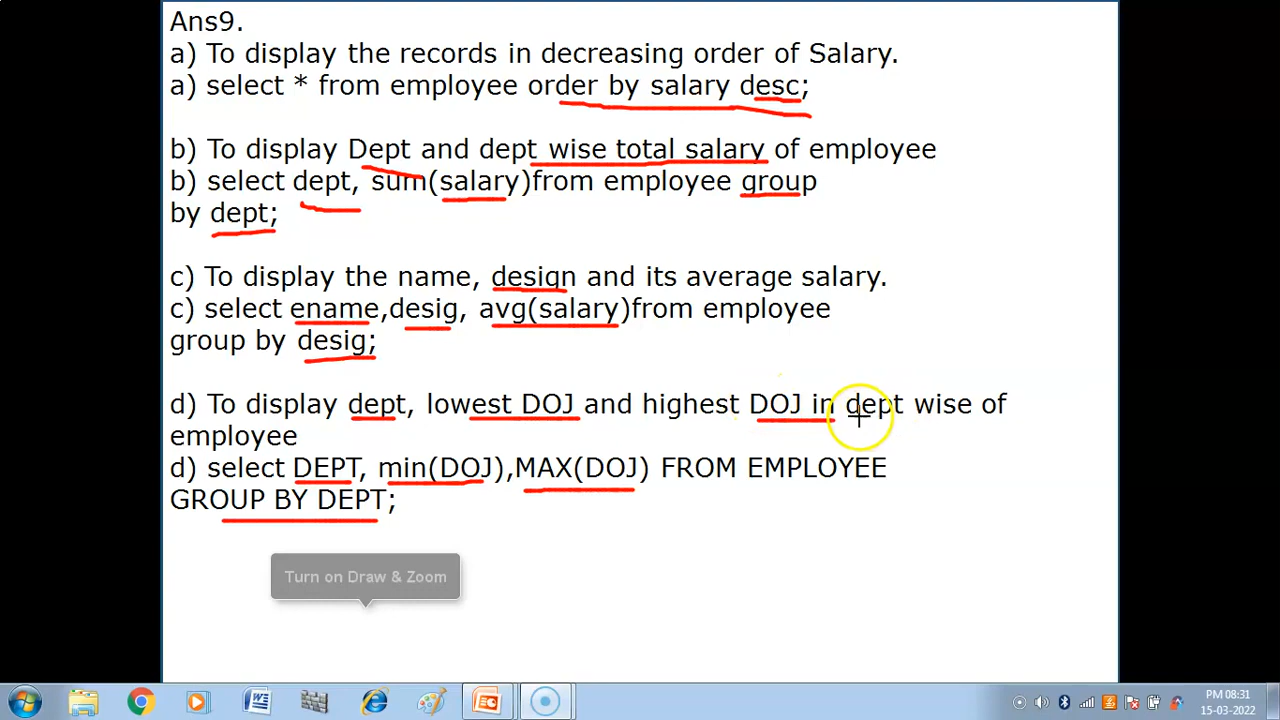 Ans9.
a) To display the records in decreasing order of Salary.
a) select * from employee order by salary desc;
b) To display Dept and dept wise total salary of employee
b) select dept, sum(salary)from employee group
by dept;
c) To display the name, design and its average salary.
c) select ename,desig, avg(salary)from employee
group by desig;
d) To display dept, lowest DOJ and highest DOJ in dept wise of
employee
d) select DEPT, min(DOJ),MAX(DOJ) FROM EMPLOYEE
GROUP BY DEPT;
Turn on Draw & Zoom
PM 08:31
15-03-2022